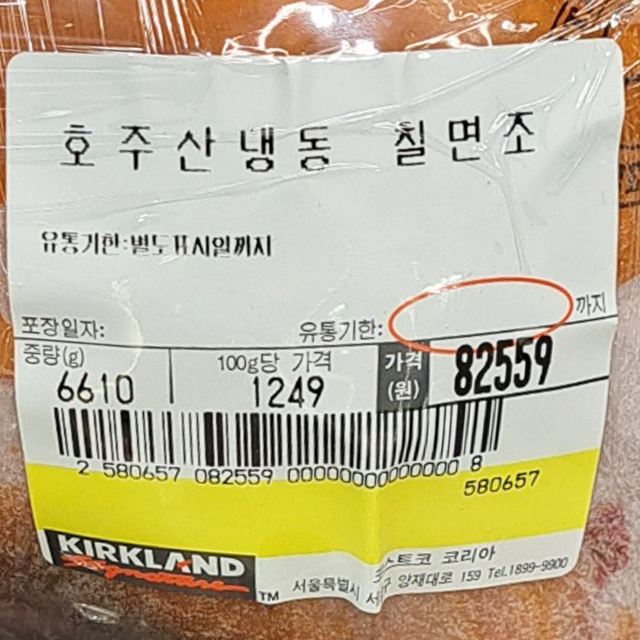 호주산냉동 칠면조
유통기한:별도표시일까지
포장일자: 유통기한: 까지
중량(g) 100g당 가격 가격(원)
6610 1249 82559
2 580657 082559 000000000000000 8
580657
KIRKLAND
Signature™
코스트코 코리아
서울특별시 양재대로 159 Tel.1899-9900